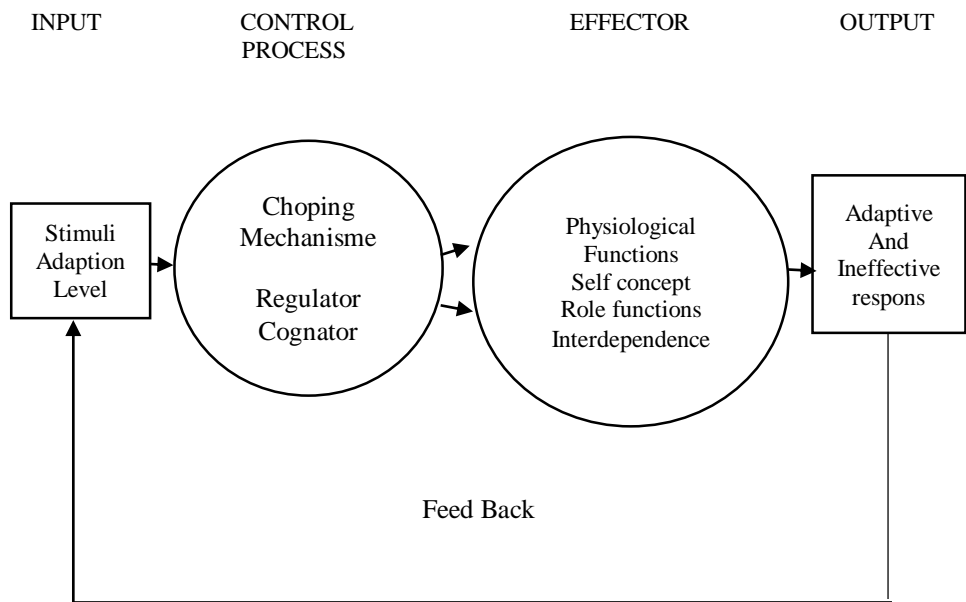 INPUT
CONTROL
PROCESS
EFFECTOR
OUTPUT
Stimuli
Adaption
Level
Choping
Mechanisme
Regulator
Cognator
Physiological
Functions
Self concept
Role functions
Interdependence
Adaptive
And
Ineffective
respons
Feed Back